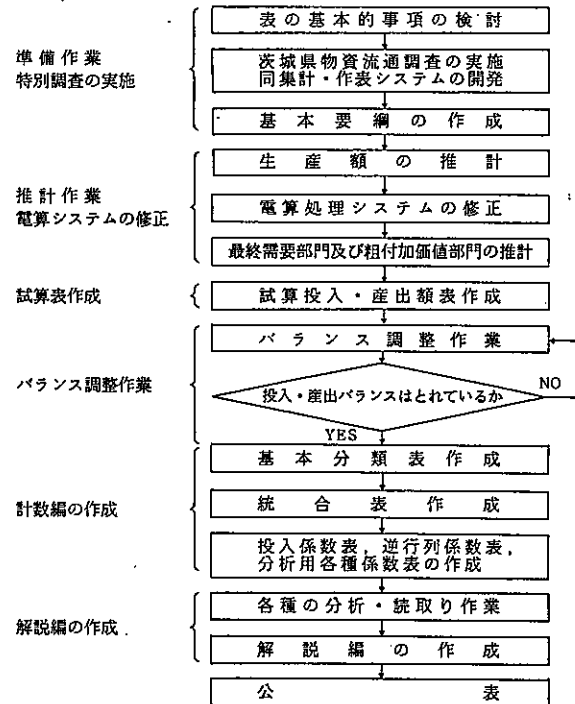 表の基本的事項の検討
準備作業
特別調査の実施
茨城県物資流通調査の実施
同集計・作表システムの開発
基本要綱の作成
生産額の推計
推計作業
電算システムの修正
電算処理システムの修正
最終需要部門及び粗付加価値部門の推計
試算表作成
試算投入・産出額表作成
バランス調整作業
バランス調整作業
投入・産出バランスはとれているか
NO
YES
基本分類表作成
計数編の作成
統合表作成
投入係数表，逆行列係数表，
分析用各種係数表の作成
各種の分析・読取り作業
解説編の作成
解説編の作成
公表